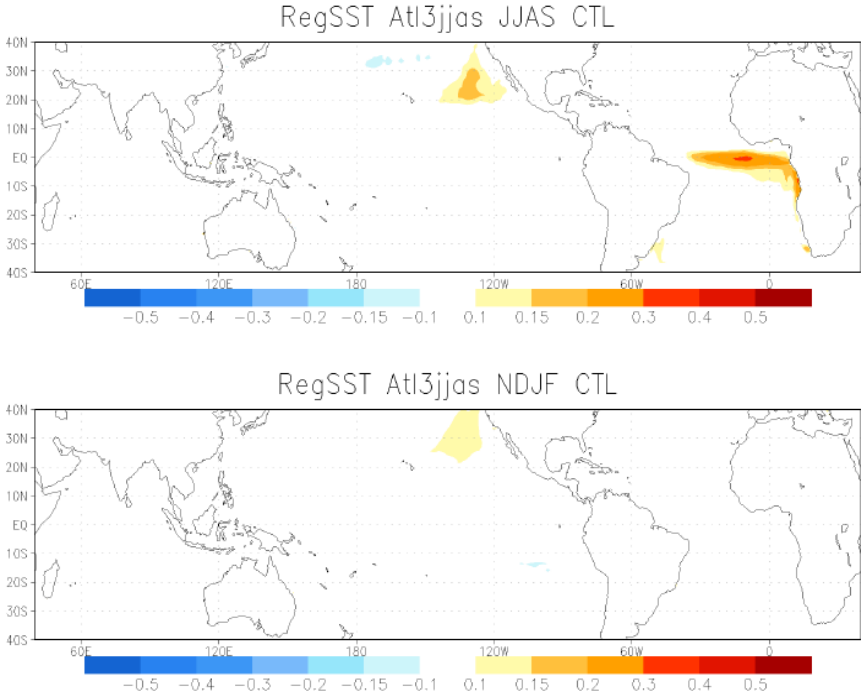 RegSST Atl3jjas JJAS CTL
40N
30N
20N
10N
EQ
10S
20S
30S
40S
60E 120E 180 120W 60W 0
-0.5 -0.4 -0.3 -0.2 -0.15 -0.1 0.1 0.15 0.2 0.3 0.4 0.5
RegSST Atl3jjas NDJF CTL
40N
30N
20N
10N
EQ
10S
20S
30S
40S
60E 120E 180 120W 60W 0
-0.5 -0.4 -0.3 -0.2 -0.15 -0.1 0.1 0.15 0.2 0.3 0.4 0.5